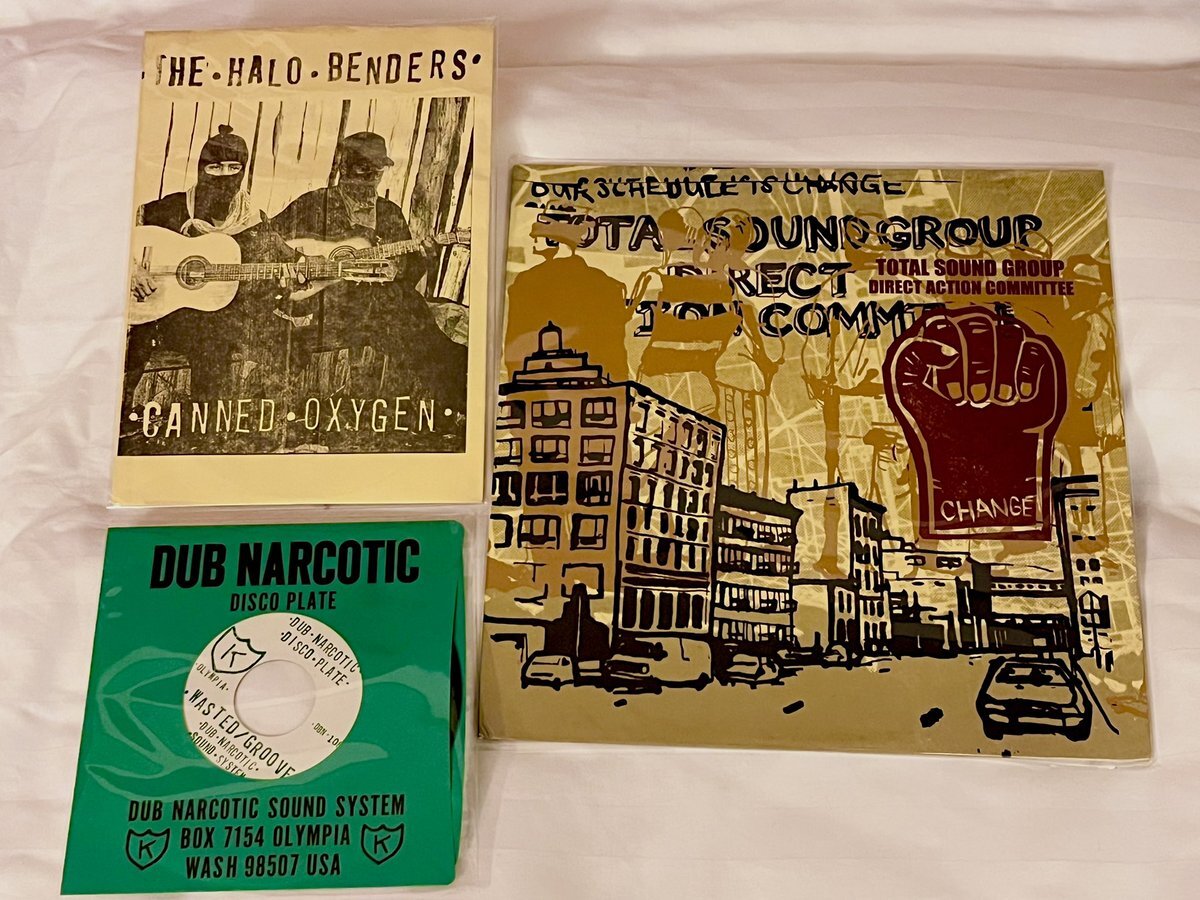 ·THE·HALO·BENDERS·
·CANNED·OXYGEN·
DUB NARCOTIC
DISCO PLATE
K
·DUB·NARCOTIC·
DISCO·PLATE·
·OLYMPIA·
·WASTED/GROOVE
·DUB·NARCOTIC·
·SOUND·SYSTEM
DUB NARCOTIC SOUND SYSTEM
K BOX 7154 OLYMPIA K
WASH 98507 USA
OUR SCHEDULE IS CHANGE
TOTAL SOUND GROUP
DIRECT
TOTAL SOUND GROUP
DIRECT ACTION COMMITTEE
CHANGE